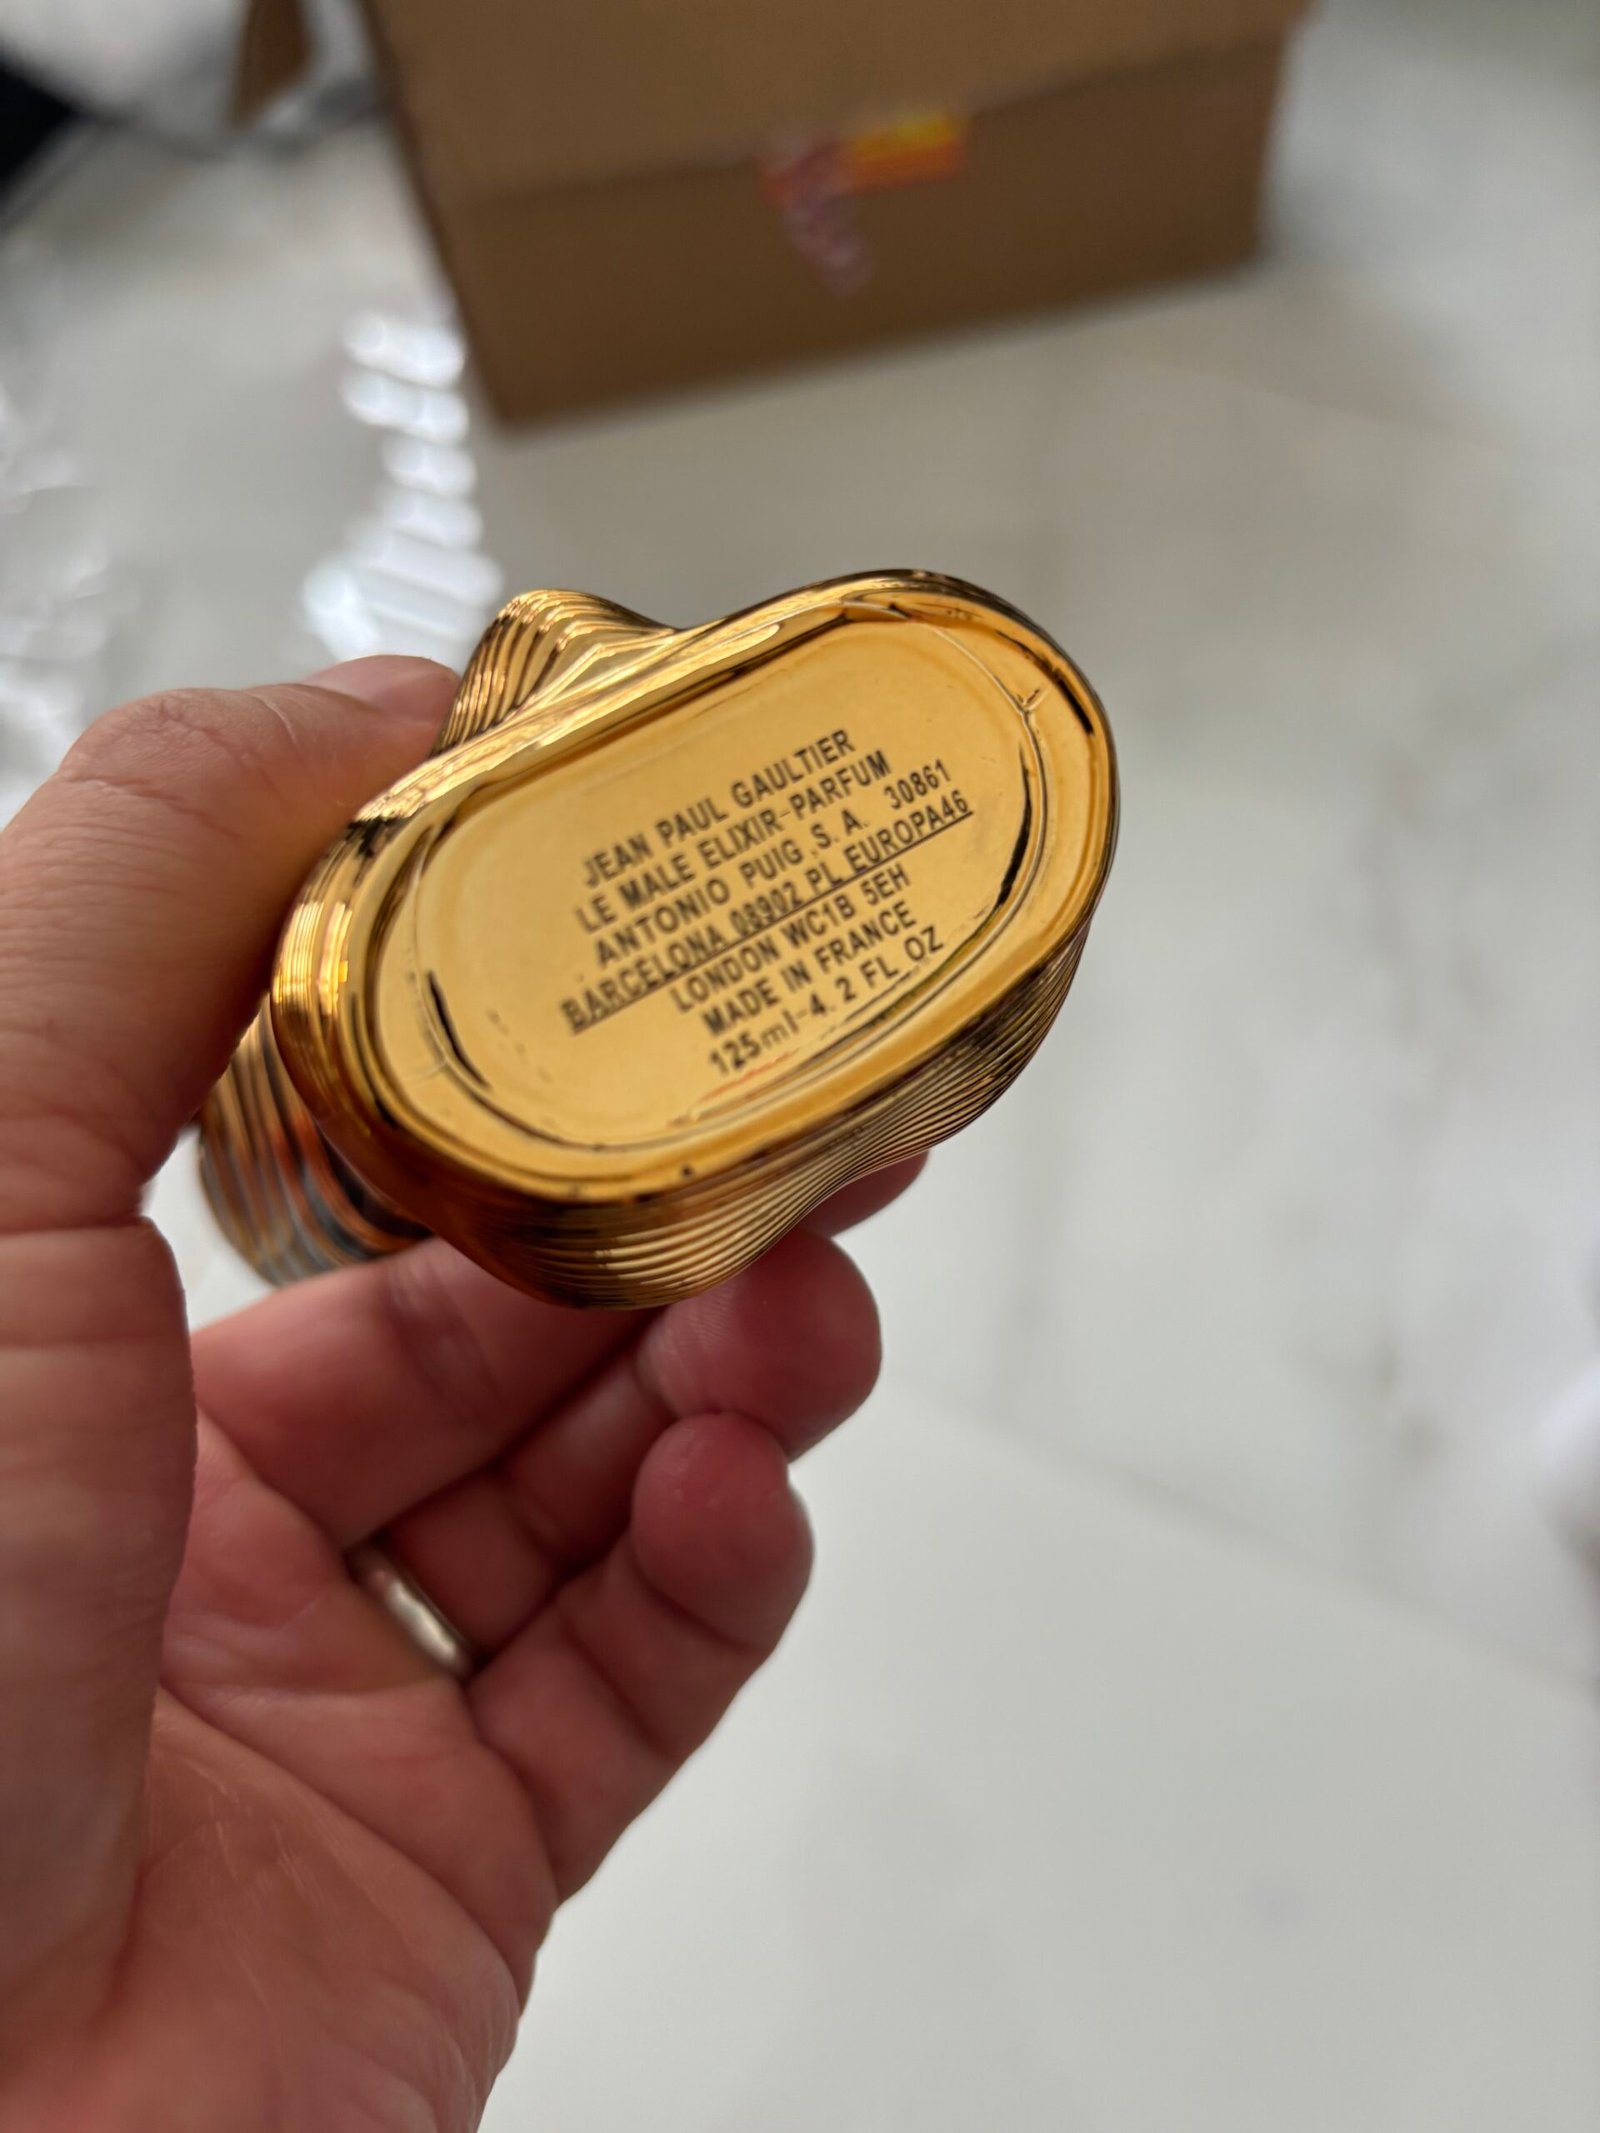 JEAN PAUL GAULTIER
LE MALE ELIXIR-PARFUM
ANTONIO PUIG .S. A. 30861
BARCELONA 08902 PL EUROPA46
LONDON WC1B 5EH
MADE IN FRANCE
125ml-4. 2 FL OZ